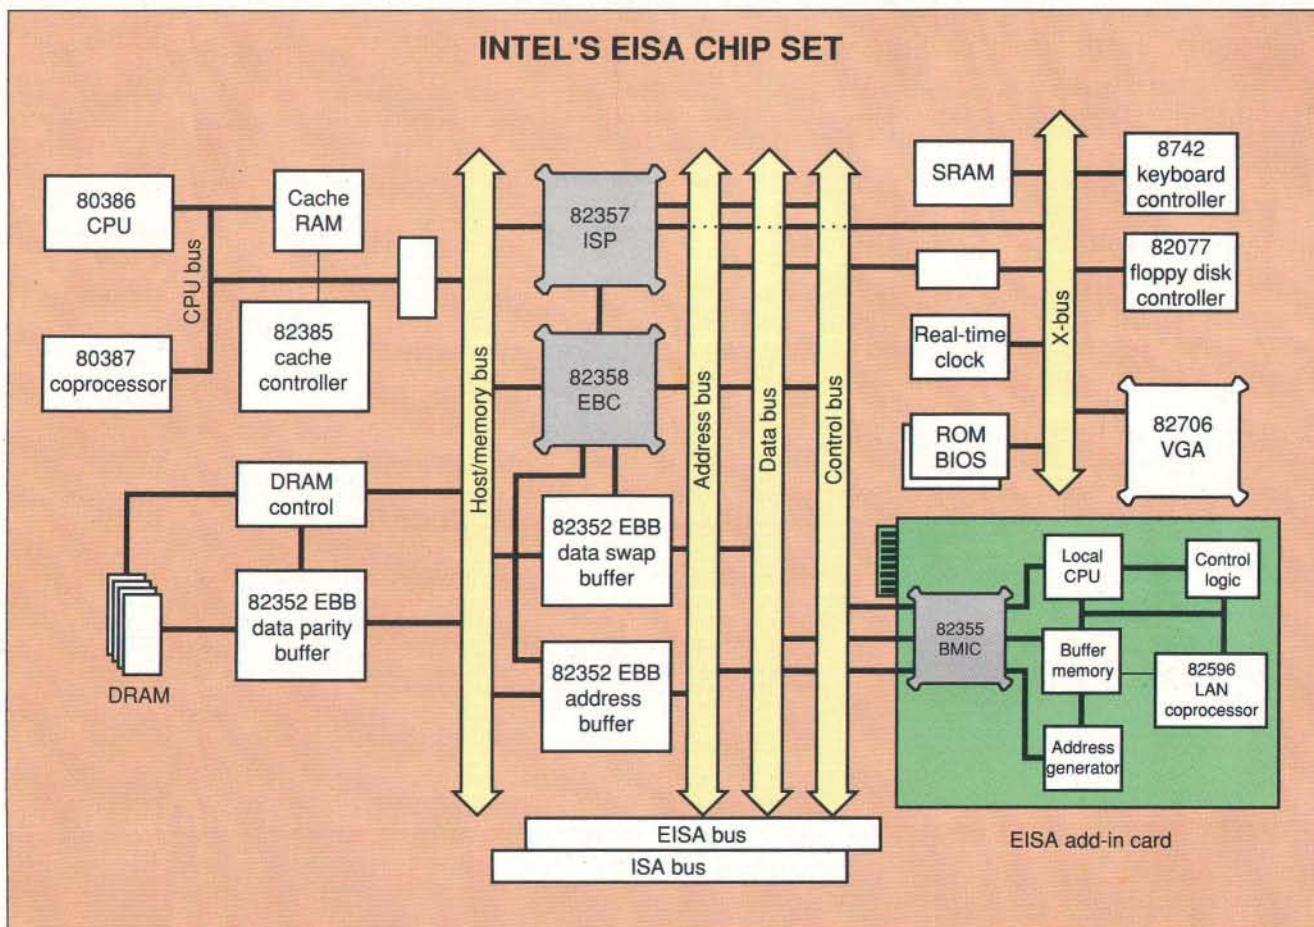 INTEL'S EISA CHIP SET
80386
CPU
Cache
RAM
CPU bus
80387
coprocessor
82385
cache
controller
DRAM
control
82352 EBB
data parity
buffer
DRAM
Host/memory bus
82357
ISP
82358
EBC
82352 EBB
data swap
buffer
82352 EBB
address
buffer
Address bus
Data bus
Control bus
SRAM
Real-time
clock
ROM
BIOS
X-bus
8742
keyboard
controller
82077
floppy disk
controller
82706
VGA
82355
BMIC
Local
CPU
Control
logic
Buffer
memory
82596
LAN
coprocessor
Address
generator
EISA add-in card
EISA bus
ISA bus